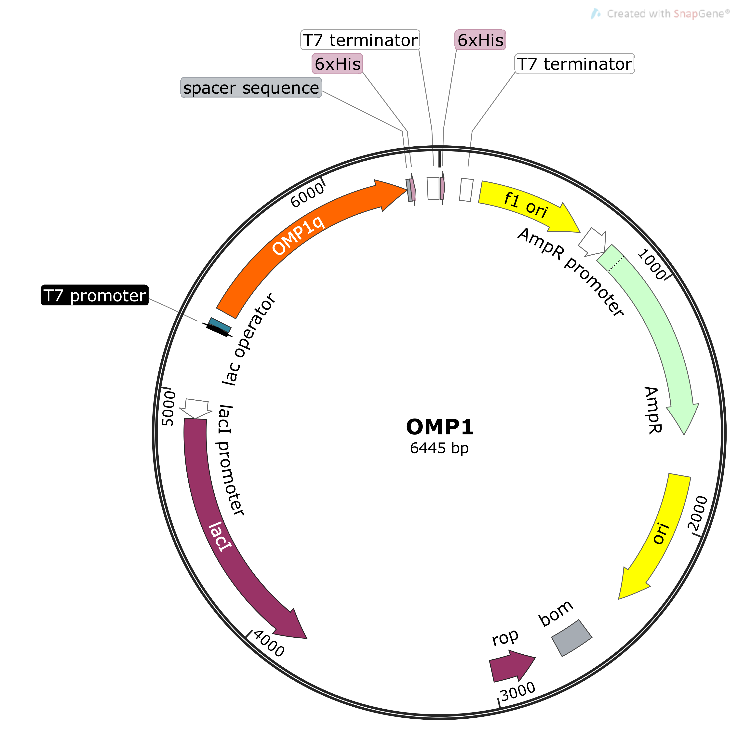 Created with SnapGene®
T7 terminator
6xHis
6xHis
T7 terminator
spacer sequence
6000
OMP1q
f1 ori
AmpR promoter
1000
T7 promoter
lac operator
5000
AmpR
lacI promoter
OMP1
6445 bp
2000
lacI
ori
bom
rop
4000
3000